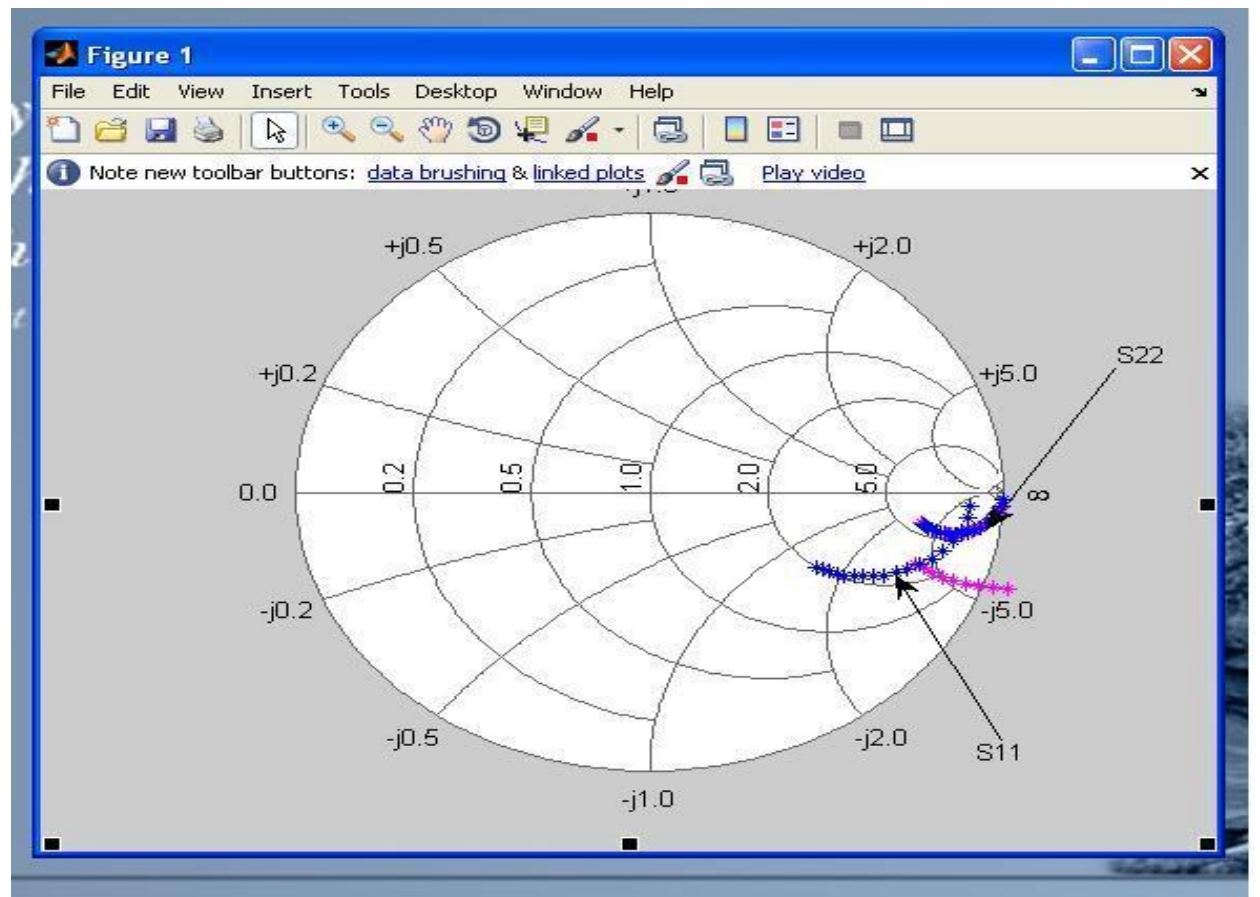 Figure 1
File Edit View Insert Tools Desktop Window Help
Note new toolbar buttons: data brushing & linked plots Play video
+j0.5 +j2.0
S22
+j0.2 +j5.0
0.2 0.5 1.0 2.0 5.0
0.0 ∞
-j0.2 -j5.0
-j0.5 -j2.0
S11
-j1.0